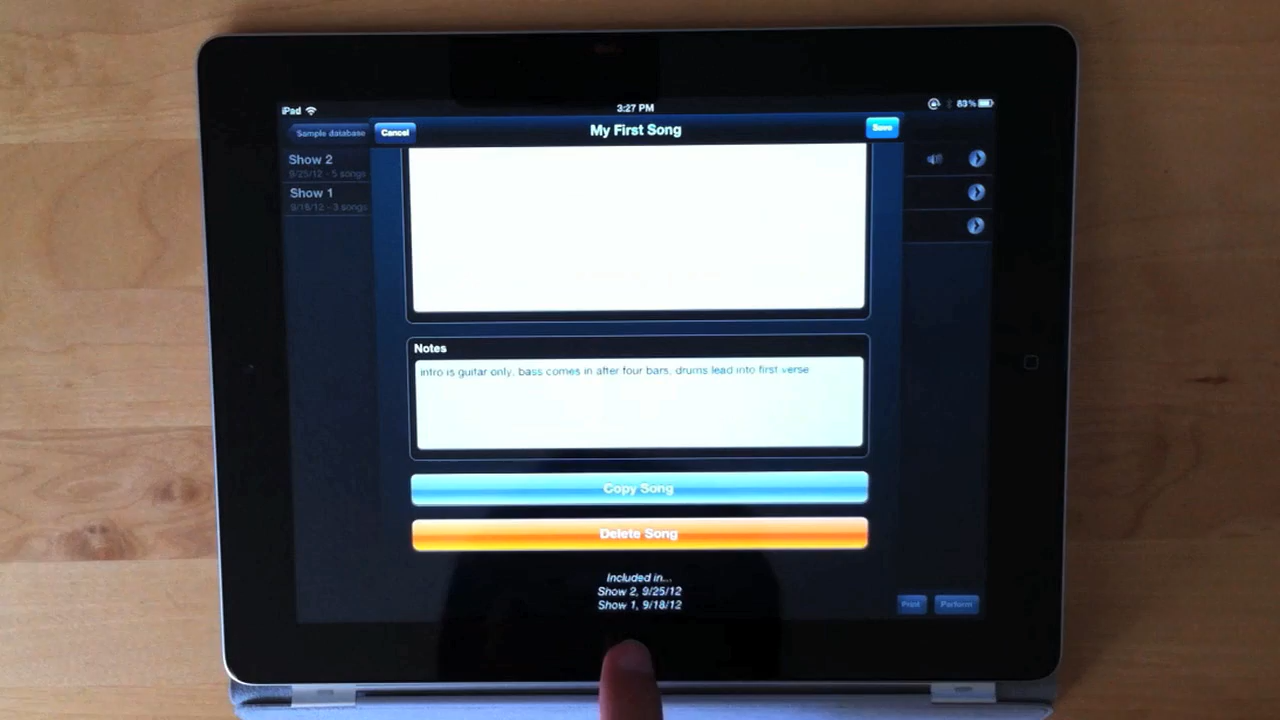 iPad 3:27 PM 83%
Sample database Cancel My First Song Save
Show 2
9/25/12 - 5 songs
Show 1
9/18/12 - 3 songs
Notes
intro is guitar only, bass comes in after four bars, drums lead into first verse
Copy Song
Delete Song
Included in...
Show 2, 9/25/12
Show 1, 9/18/12
Print Perform